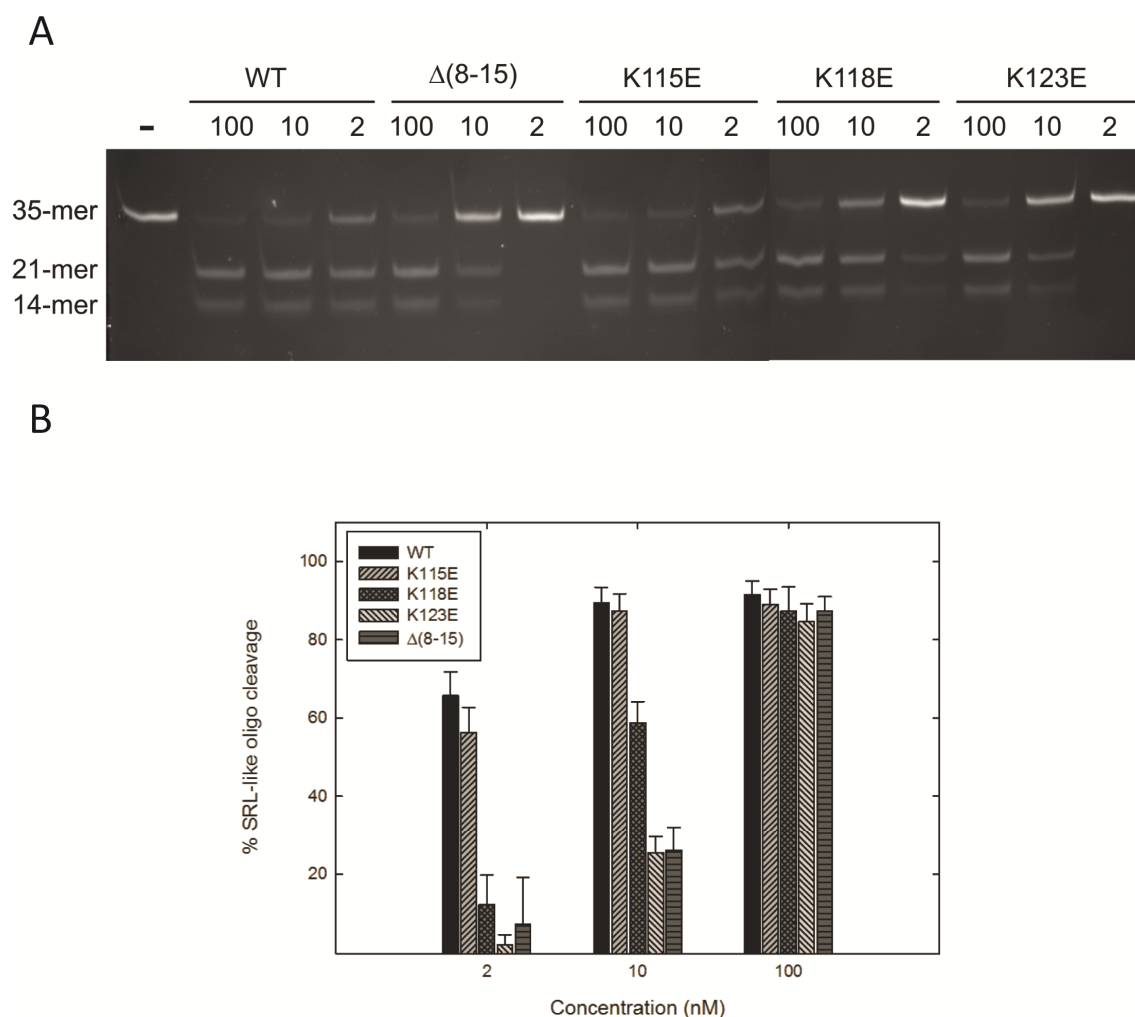 A
WT Δ(8-15) K115E K118E K123E
- 100 10 2 100 10 2 100 10 2 100 10 2 100 10 2
35-mer
21-mer
14-mer
B
% SRL-like oligo cleavage
100
80
60
40
20
WT
K115E
K118E
K123E
Δ(8-15)
2 10 100
Concentration (nM)